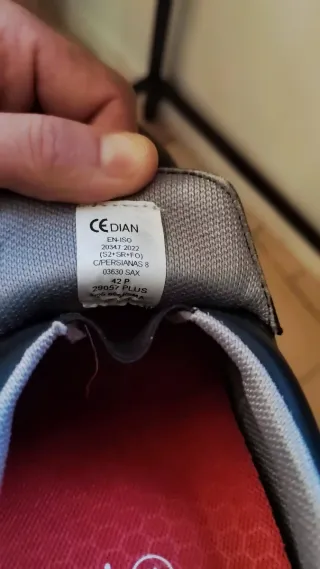 CE DIAN
EN-ISO
20347 2022
(S2+SR+FO)
C/PERSIANAS 8
03630 SAX
42 P
29057 PLUS